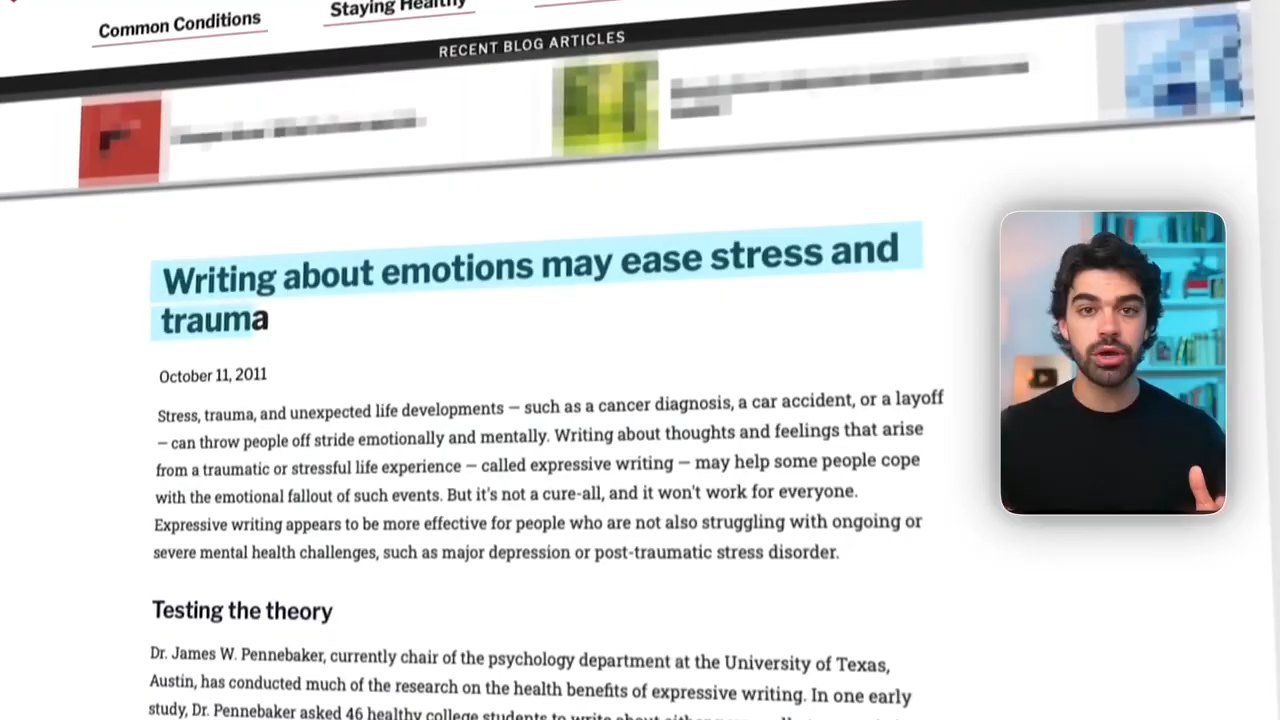 Common Conditions
Staying Healthy
RECENT BLOG ARTICLES
Writing about emotions may ease stress and
trauma
October 11, 2011
Stress, trauma, and unexpected life developments — such as a cancer diagnosis, a car accident, or a layoff
— can throw people off stride emotionally and mentally. Writing about thoughts and feelings that arise
from a traumatic or stressful life experience — called expressive writing — may help some people cope
with the emotional fallout of such events. But it's not a cure-all, and it won't work for everyone.
Expressive writing appears to be more effective for people who are not also struggling with ongoing or
severe mental health challenges, such as major depression or post-traumatic stress disorder.
Testing the theory
Dr. James W. Pennebaker, currently chair of the psychology department at the University of Texas,
Austin, has conducted much of the research on the health benefits of expressive writing. In one early
study, Dr. Pennebaker asked 46 healthy college students to write about